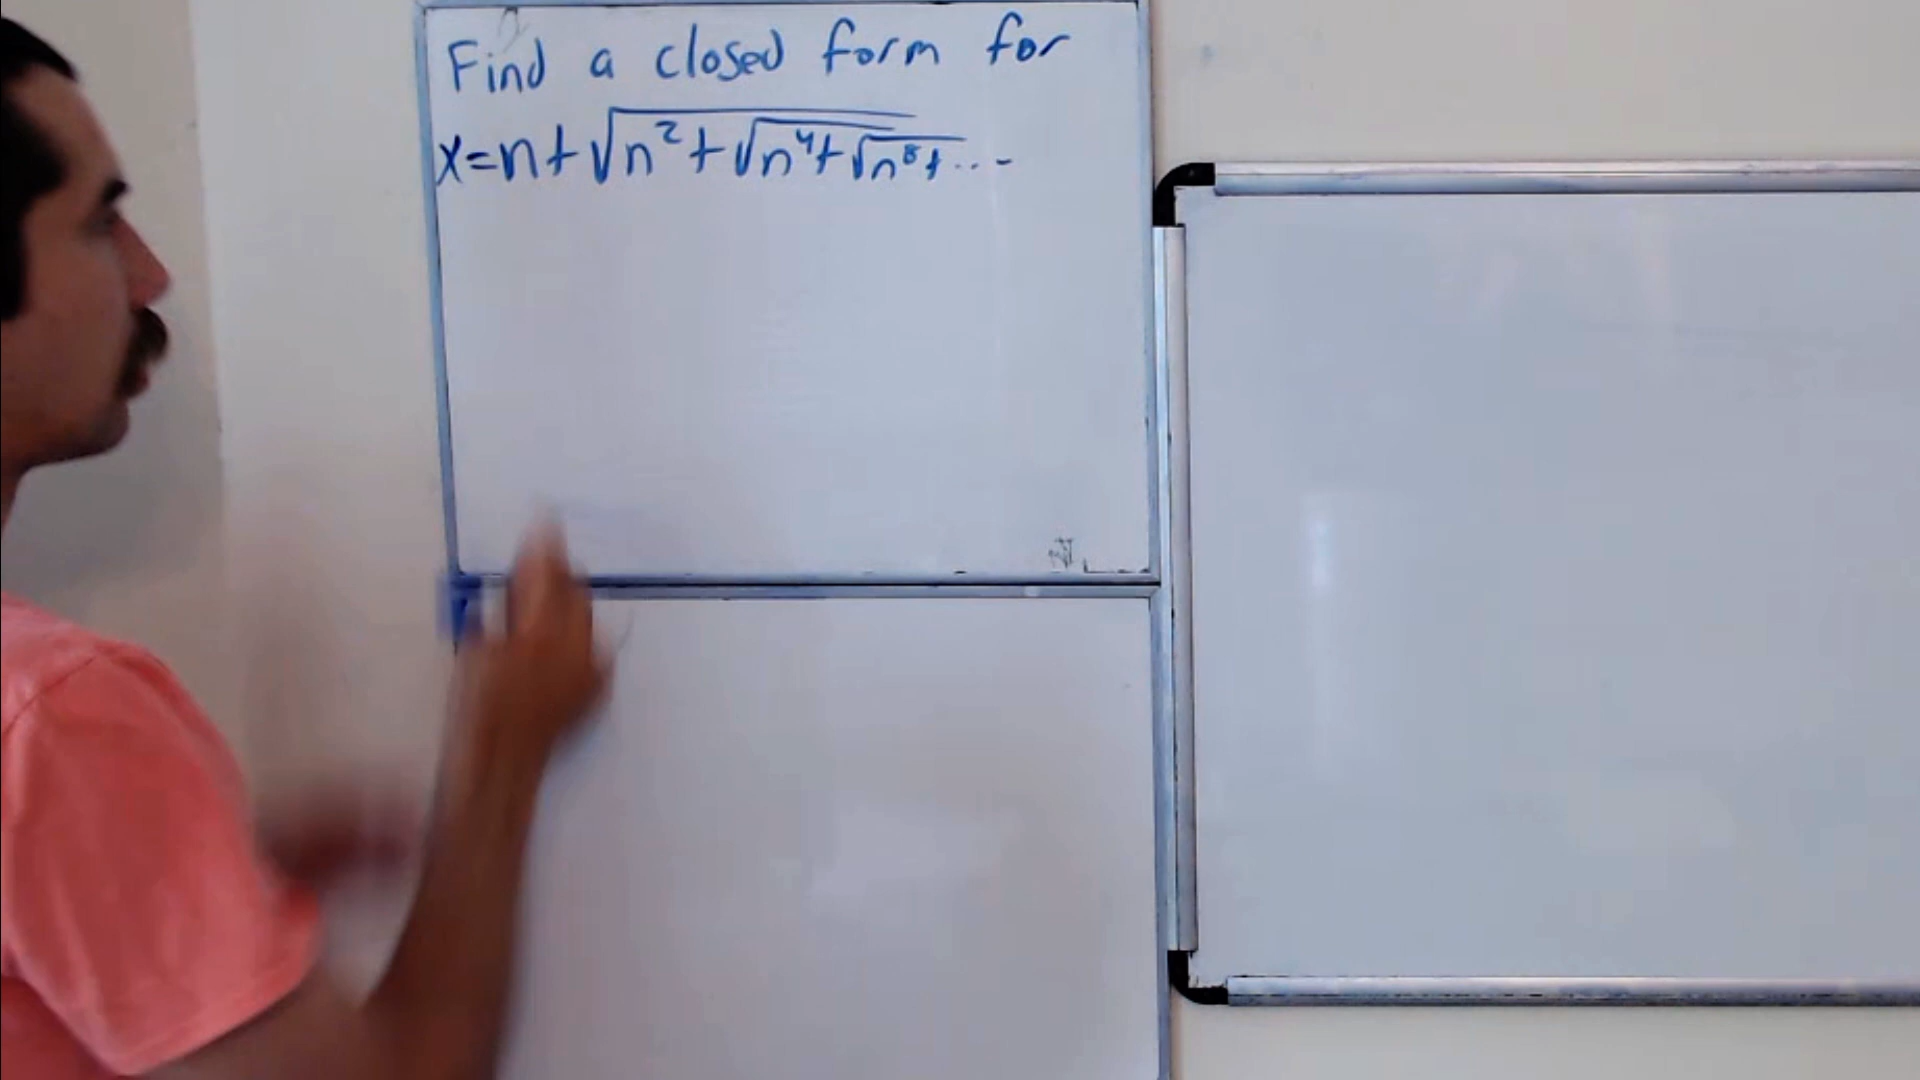 Find a closed form for
x=n+√(n²+√(n⁴+√(n⁸+...